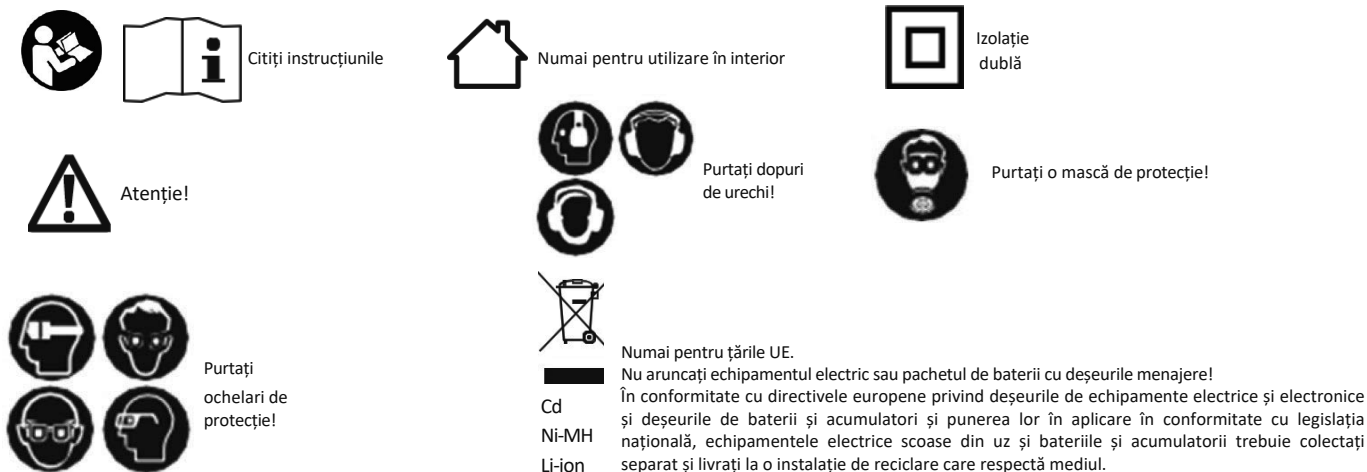 Citiți instrucțiunile
Numai pentru utilizare în interior
Izolație
dublă
Atenție!
Purtați dopuri
de urechi!
Purtați o mască de protecție!
Purtați
ochelari de
protecție!
Cd
Ni-MH
Li-ion
Numai pentru țările UE.
Nu aruncați echipamentul electric sau pachetul de baterii cu deșeurile menajere!
În conformitate cu directivele europene privind deșeurile de echipamente electrice și electronice
și deșeurile de baterii și acumulatori și punerea lor în aplicare în conformitate cu legislația
națională, echipamentele electrice scoase din uz și bateriile și acumulatorii trebuie colectați
separat și livrați la o instalație de reciclare care respectă mediul.